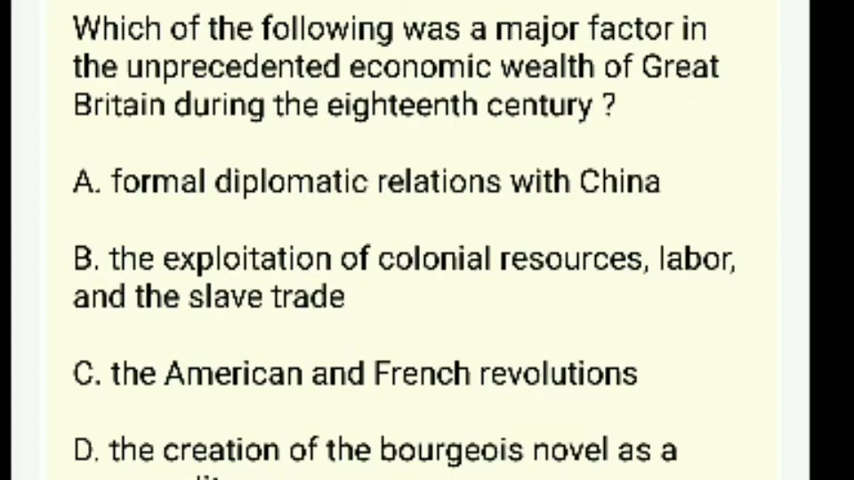 Which of the following was a major factor in
the unprecedented economic wealth of Great
Britain during the eighteenth century ?
A. formal diplomatic relations with China
B. the exploitation of colonial resources, labor,
and the slave trade
C. the American and French revolutions
D. the creation of the bourgeois novel as a